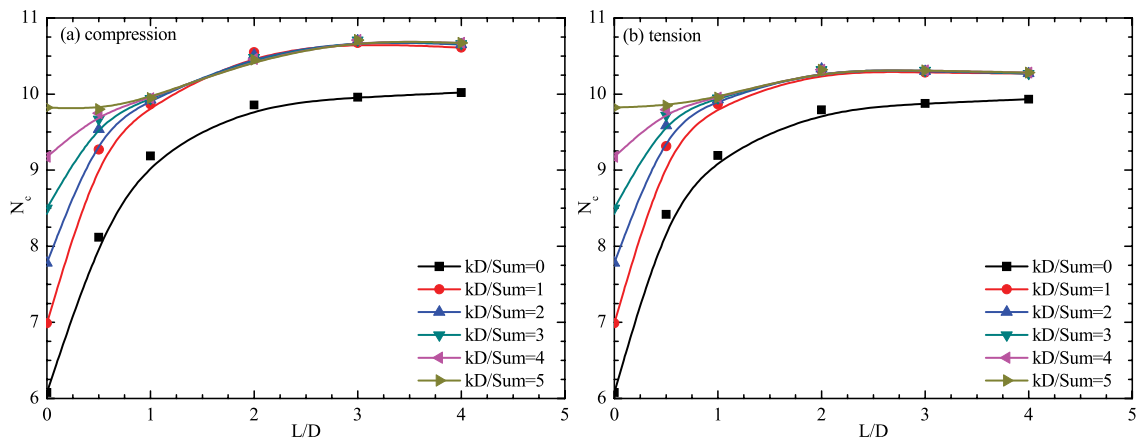 (a) compression
11
10
9
8
7
6
N
c
kD/Sum=0
kD/Sum=1
kD/Sum=2
kD/Sum=3
kD/Sum=4
kD/Sum=5
0 1 2 3 4 5
L/D
(b) tension
11
10
9
8
7
6
N
c
kD/Sum=0
kD/Sum=1
kD/Sum=2
kD/Sum=3
kD/Sum=4
kD/Sum=5
0 1 2 3 4 5
L/D